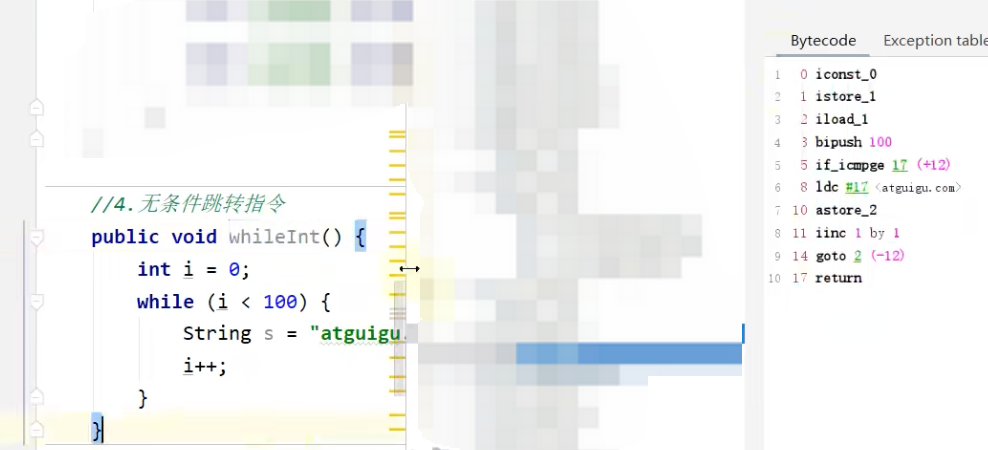 //4.无条件跳转指令
public void whileInt() {
int i = 0;
while (i < 100) {
String s = "atguigu.
i++;
}
}
Bytecode Exception table
1 0 iconst_0
2 1 istore_1
3 2 iload_1
4 3 bipush 100
5 5 if_icmpge 17 (+12)
6 8 ldc #17 <atguigu.com>
7 10 astore_2
8 11 iinc 1 by 1
9 14 goto 2 (-12)
10 17 return